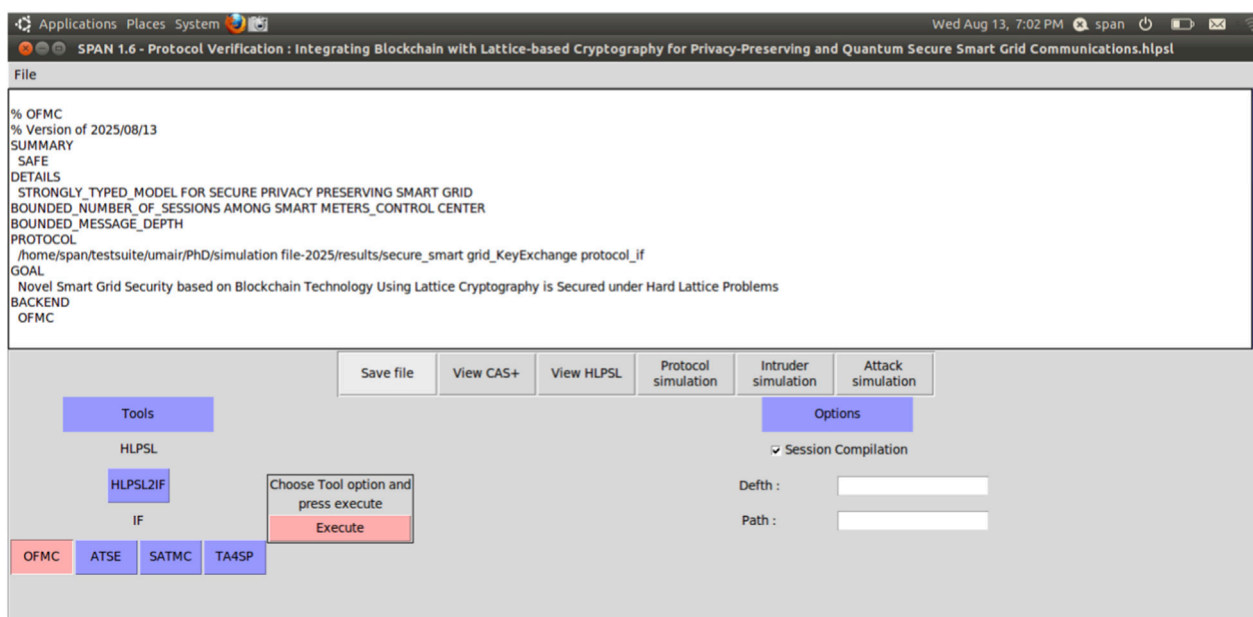 Applications Places System Wed Aug 13, 7:02 PM span
SPAN 1.6 - Protocol Verification : Integrating Blockchain with Lattice-based Cryptography for Privacy-Preserving and Quantum Secure Smart Grid Communications.hlpsl
File
% OFMC
% Version of 2025/08/13
SUMMARY
SAFE
DETAILS
STRONGLY_TYPED_MODEL FOR SECURE PRIVACY PRESERVING SMART GRID
BOUNDED_NUMBER_OF_SESSIONS AMONG SMART METERS_CONTROL CENTER
BOUNDED_MESSAGE_DEPTH
PROTOCOL
/home/span/testsuite/umair/PhD/simulation file-2025/results/secure_smart grid_KeyExchange protocol_if
GOAL
Novel Smart Grid Security based on Blockchain Technology Using Lattice Cryptography is Secured under Hard Lattice Problems
BACKEND
OFMC
Save file View CAS+ View HLPSL Protocol simulation Intruder simulation Attack simulation
Tools Options
HLPSL Session Compilation
HLPSL2IF Choose Tool option and press execute Defth :
IF Execute Path :
OFMC ATSE SATMC TA4SP